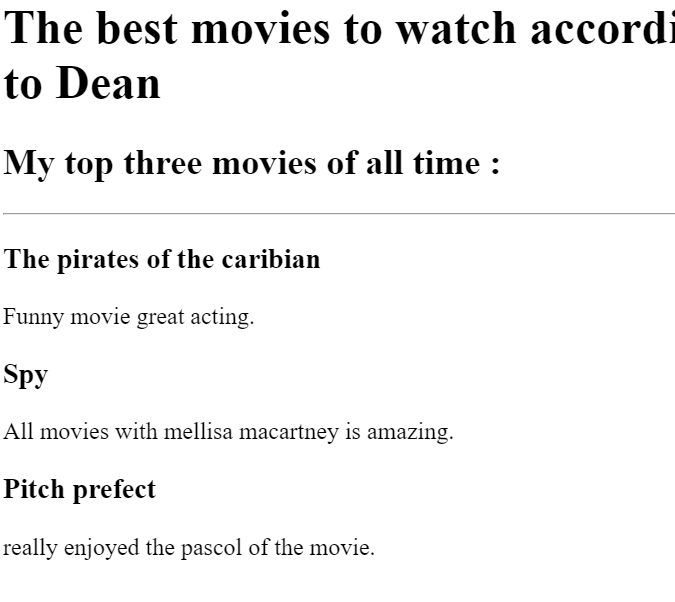 The best movies to watch accordi
to Dean
My top three movies of all time :
The pirates of the caribian
Funny movie great acting.
Spy
All movies with mellisa macartney is amazing.
Pitch prefect
really enjoyed the pascol of the movie.